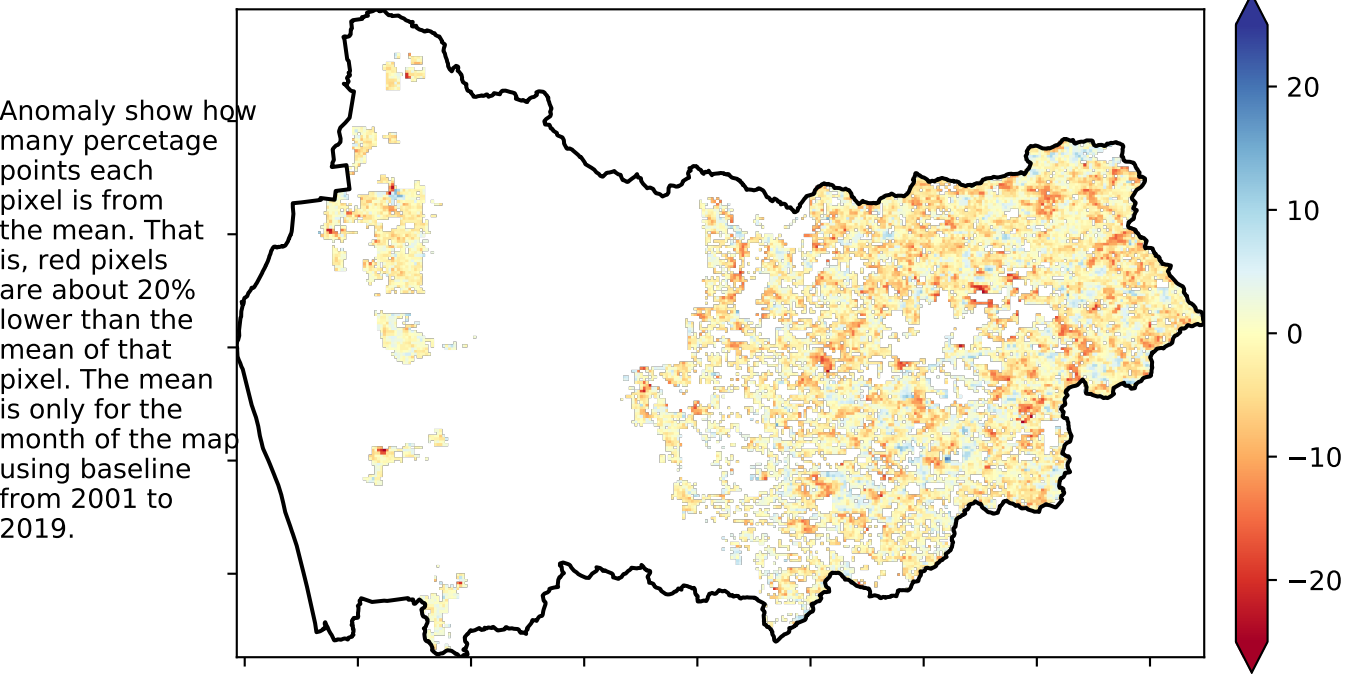 Anomaly show how
many percetage
points each
pixel is from
the mean. That
is, red pixels
are about 20%
lower than the
mean of that
pixel. The mean
is only for the
month of the map
using baseline
from 2001 to
2019.
20
10
0
−10
−20